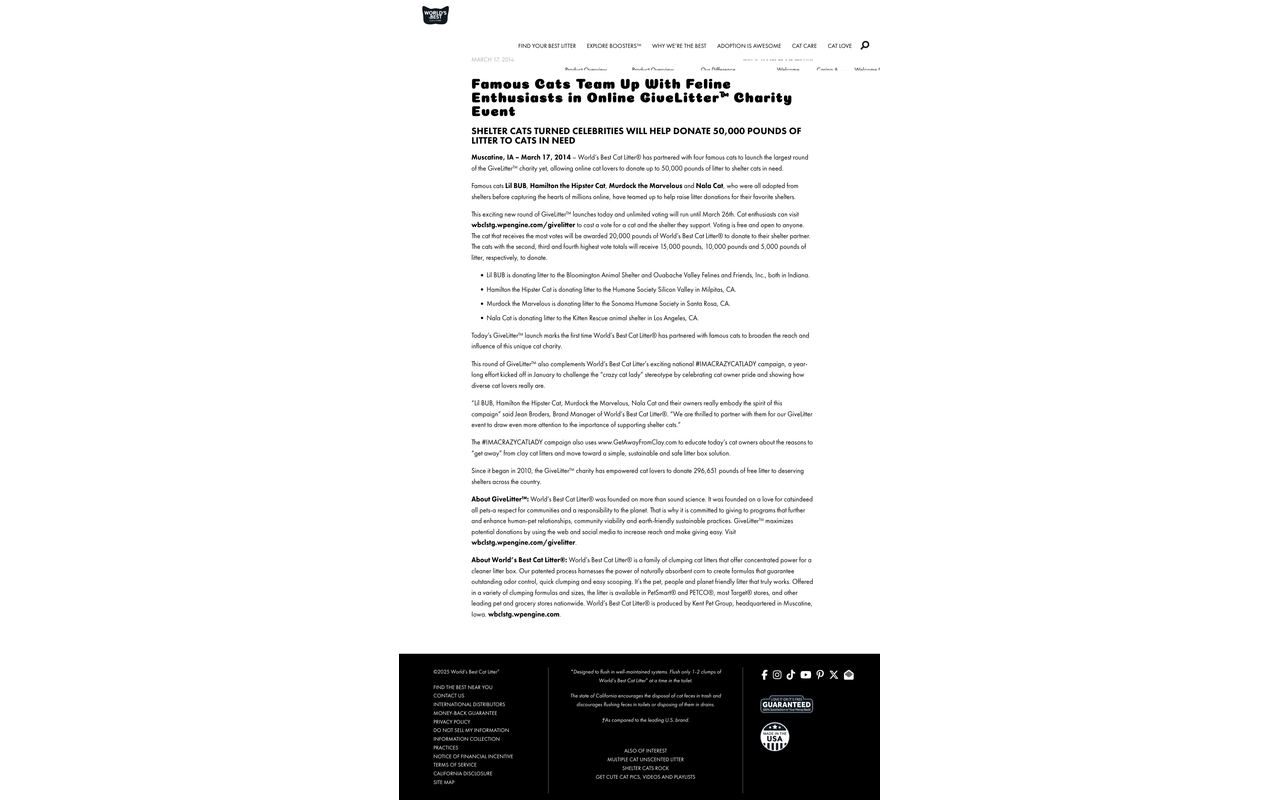 WORLD'S
BEST
FIND YOUR BEST LITTER EXPLORE BOOSTERS™ WHY WE'RE THE BEST ADOPTION IS AWESOME CAT CARE CAT LOVE
MARCH 17, 2014
Product Overview Product Overview Our Difference Welcome
Famous Cats Team Up With Feline
Enthusiasts in Online GiveLitter™ Charity
Event
SHELTER CATS TURNED CELEBRITIES WILL HELP DONATE 50,000 POUNDS OF
LITTER TO CATS IN NEED
Muscatine, IA – March 17, 2014 – World's Best Cat Litter® has partnered with four famous cats to launch the largest round
of the GiveLitter™ charity yet, allowing online cat lovers to donate up to 50,000 pounds of litter to shelter cats in need.
Famous cats Lil BUB, Hamilton the Hipster Cat, Murdock the Marvelous and Nala Cat, who were all adopted from
shelters before capturing the hearts of millions online, have teamed up to help raise litter donations for their favorite shelters.
This exciting new round of GiveLitter™ launches today and unlimited voting will run until March 26th. Cat enthusiasts can visit
wbclstg.wpengine.com/givelitter to cast a vote for a cat and the shelter they support. Voting is free and open to anyone.
The cat that receives the most votes will be awarded 20,000 pounds of World's Best Cat Litter® to donate to their shelter partner.
The cats with the second, third and fourth highest vote totals will receive 15,000 pounds, 10,000 pounds and 5,000 pounds of
litter, respectively, to donate.
• Lil BUB is donating litter to the Bloomington Animal Shelter and Ouabache Valley Felines and Friends, Inc., both in Indiana.
• Hamilton the Hipster Cat is donating litter to the Humane Society Silicon Valley in Milpitas, CA.
• Murdock the Marvelous is donating litter to the Sonoma Humane Society in Santa Rosa, CA.
• Nala Cat is donating litter to the Kitten Rescue animal shelter in Los Angeles, CA.
Today's GiveLitter™ launch marks the first time World's Best Cat Litter® has partnered with famous cats to broaden the reach and
influence of this unique cat charity.
This round of GiveLitter™ also complements World's Best Cat Litter's exciting national #IMACRAZYCATLADY campaign, a year-
long effort kicked off in January to challenge the "crazy cat lady" stereotype by celebrating cat owner pride and showing how
diverse cat lovers really are.
"Lil BUB, Hamilton the Hipster Cat, Murdock the Marvelous, Nala Cat and their owners really embody the spirit of this
campaign" said Jean Broders, Brand Manager of World's Best Cat Litter®. "We are thrilled to partner with them for our GiveLitter
event to draw even more attention to the importance of supporting shelter cats."
The #IMACRAZYCATLADY campaign also uses www.GetAwayFromClay.com to educate today's cat owners about the reasons to
"get away" from clay cat litters and move toward a simple, sustainable and safe litter box solution.
Since it began in 2010, the GiveLitter™ charity has empowered cat lovers to donate 296,651 pounds of free litter to deserving
shelters across the country.
About GiveLitter™: World's Best Cat Litter® was founded on more than sound science. It was founded on a love for catsindeed
all pets-a respect for communities and a responsibility to the planet. That is why it is committed to giving to programs that further
and enhance human-pet relationships, community viability and earth-friendly sustainable practices. GiveLitter™ maximizes
potential donations by using the web and social media to increase reach and make giving easy. Visit
wbclstg.wpengine.com/givelitter.
About World's Best Cat Litter®: World's Best Cat Litter® is a family of clumping cat litters that offer concentrated power for a
cleaner litter box. Our patented process harnesses the power of naturally absorbent corn to create formulas that guarantee
outstanding odor control, quick clumping and easy scooping. It's the pet, people and planet friendly litter that truly works. Offered
in a variety of clumping formulas and sizes, the litter is available in PetSmart® and PETCO®, most Target® stores, and other
leading pet and grocery stores nationwide. World's Best Cat Litter® is produced by Kent Pet Group, headquartered in Muscatine,
Iowa. wbclstg.wpengine.com.
©2025 World's Best Cat Litter®
FIND THE BEST NEAR YOU
CONTACT US
INTERNATIONAL DISTRIBUTORS
MONEY-BACK GUARANTEE
PRIVACY POLICY
DO NOT SELL MY INFORMATION
INFORMATION COLLECTION
PRACTICES
NOTICE OF FINANCIAL INCENTIVE
TERMS OF SERVICE
CALIFORNIA DISCLOSURE
SITE MAP
*Designed to flush in well-maintained systems. Flush only 1-2 clumps of
World's Best Cat Litter® at a time in the toilet.
The state of California encourages the disposal of cat feces in trash and
discourages flushing feces in toilets or disposing of them in drains.
ƒAs compared to the leading U.S. brand.
ALSO OF INTEREST
MULTIPLE CAT UNSCENTED LITTER
SHELTER CATS ROCK
GET CUTE CAT PICS, VIDEOS AND PLAYLISTS
LOVE IT OR IT'S FREE
GUARANTEED
100% Satisfaction or Your Money Back
MADE IN THE
USA